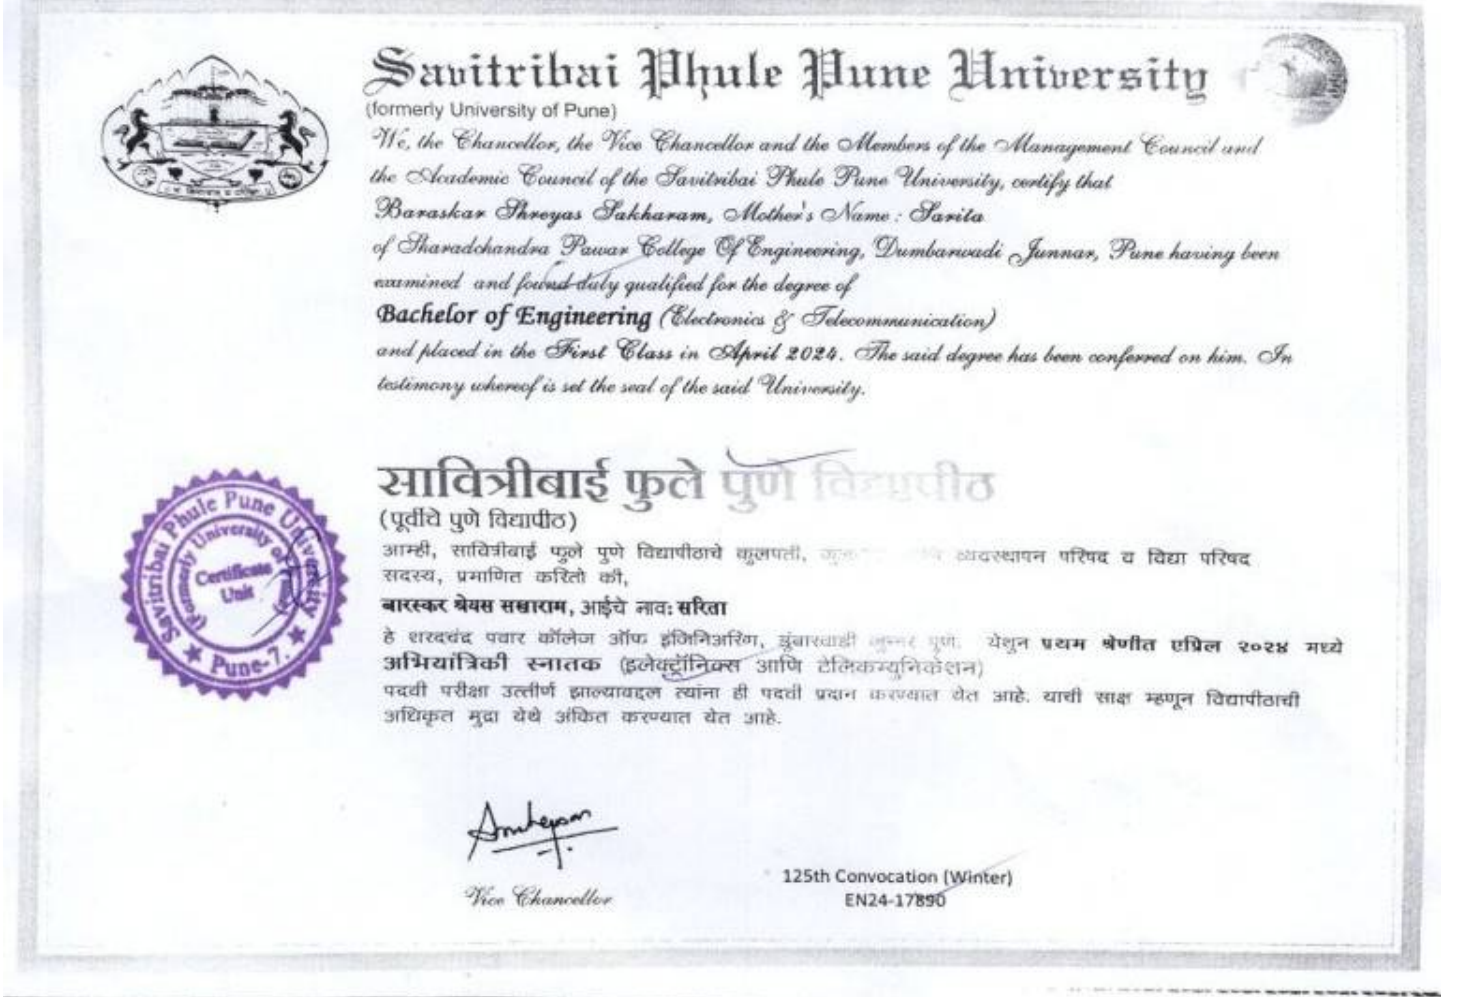 Savitribai Phule Pune University
(formerly University of Pune)
We, the Chancellor, the Vice Chancellor and the Members of the Management Council and
the Academic Council of the Savitribai Phule Pune University, certify that
Baraskar Shreyas Sakharam, Mother's Name : Sarita
of Sharadchandra Pawar College Of Engineering, Dumbarwadi Junnar, Pune having been
examined and found duly qualified for the degree of
Bachelor of Engineering (Electronics & Telecommunication)
and placed in the First Class in April 2024. The said degree has been conferred on him. In
testimony whereof is set the seal of the said University.
सावित्रीबाई फुले पुणे विद्यापीठ
(पूर्वीचे पुणे विद्यापीठ)
आम्ही, सावित्रीबाई फुले पुणे विद्यापीठाचे कुलपती, व्यवस्थापन परिषद व विद्या परिषद
सदस्य, प्रमाणित करितो की,
बारस्कर श्रेयस सखाराम, आईचे नाव: सरिता
हे शरदचंद्र पवार कॉलेज ऑफ इंजिनिअरिंग, डुंबारवाडी जुन्नर पुणे. येथुन प्रथम श्रेणीत एप्रिल २०२४ मध्ये
अभियांत्रिकी स्नातक (इलेक्ट्रॉनिक्स आणि टेलिकम्युनिकेशन)
पदवी परीक्षा उत्तीर्ण झाल्याबद्दल त्यांना ही पदवी प्रदान करण्यात येत आहे. याची साक्ष म्हणून विद्यापीठाची
अधिकृत मुद्रा येथे अंकित करण्यात येत आहे.
Savitribai Phule Pune University
(Formerly University of
Certificate
Unit
Pune-7.
Vice Chancellor
125th Convocation (Winter)
EN24-17890